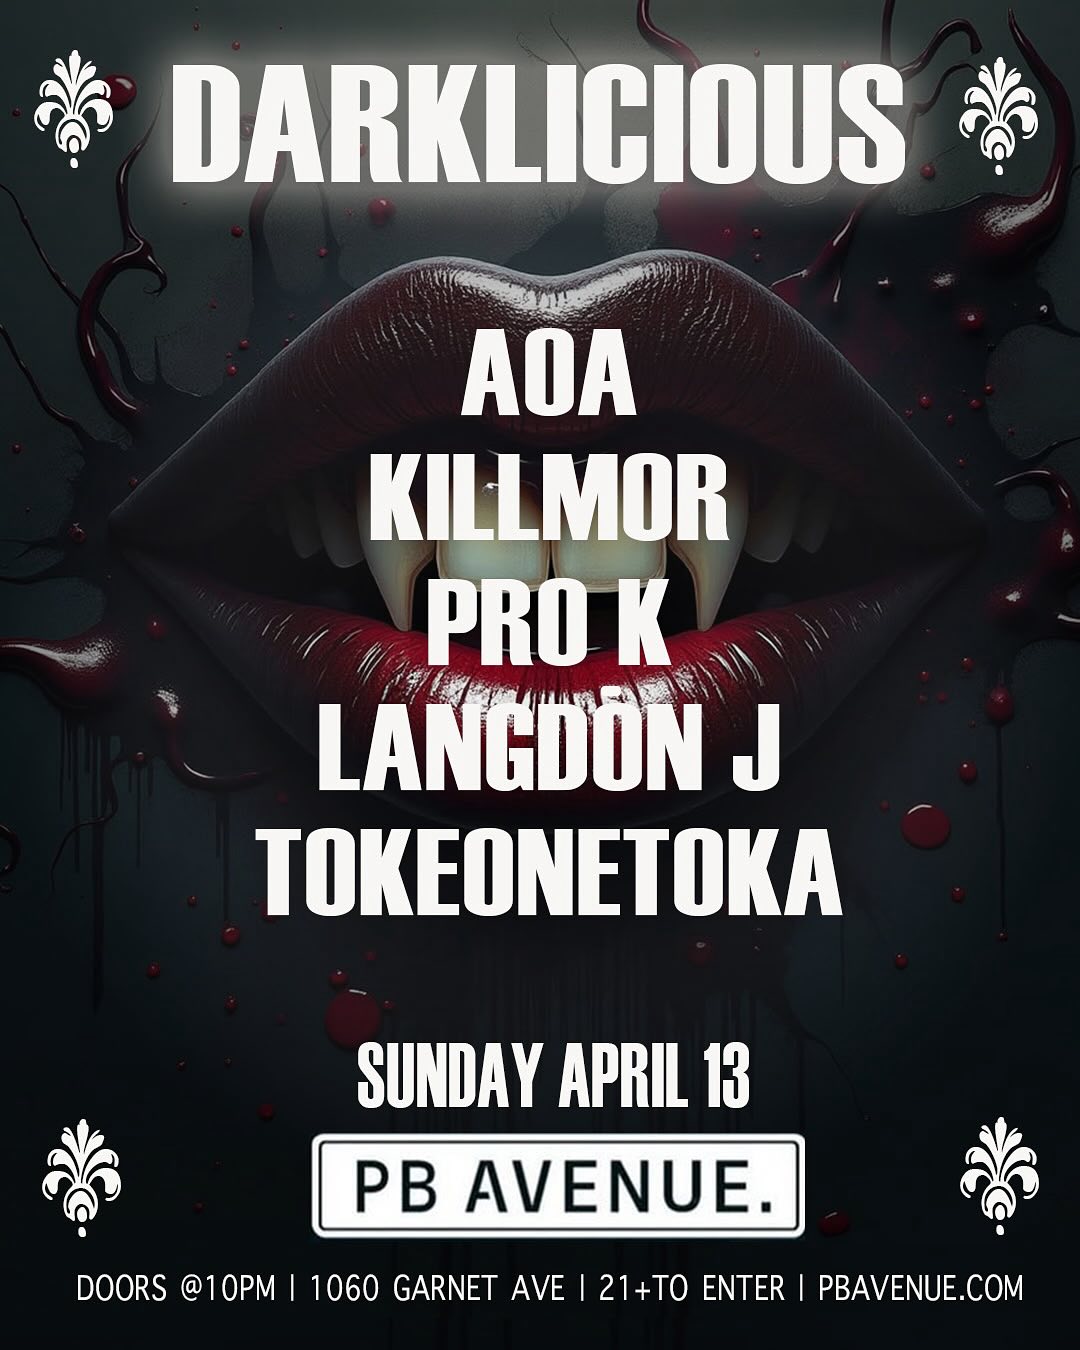 DARKLICIOUS
AOA
KILLMOR
PRO K
LANGDÓN J
TOKEONETOKA
SUNDAY APRIL 13
PB AVENUE.
DOORS @10PM | 1060 GARNET AVE | 21+TO ENTER | PBAVENUE.COM